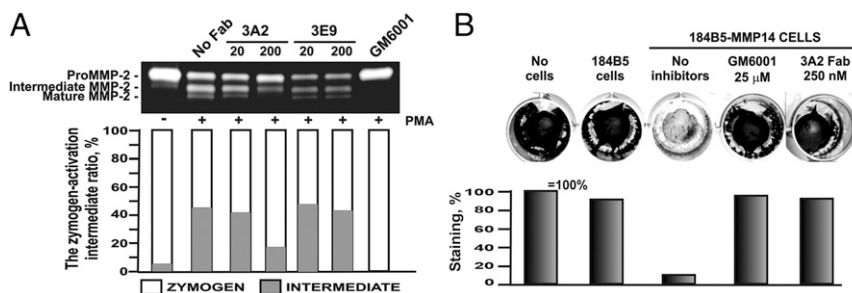 A
No Fab
3A2
3E9
GM6001
20 200 20 200
ProMMP-2
Intermediate MMP-2
Mature MMP-2
- + + + + + + PMA
The zymogen-activation
intermediate ratio, %
100
80
60
40
20
0
ZYMOGEN INTERMEDIATE
B
184B5-MMP14 CELLS
No
cells
184B5
cells
No
inhibitors
GM6001
25 µM
3A2 Fab
250 nM
Staining, %
=100%
100
80
60
40
20
0